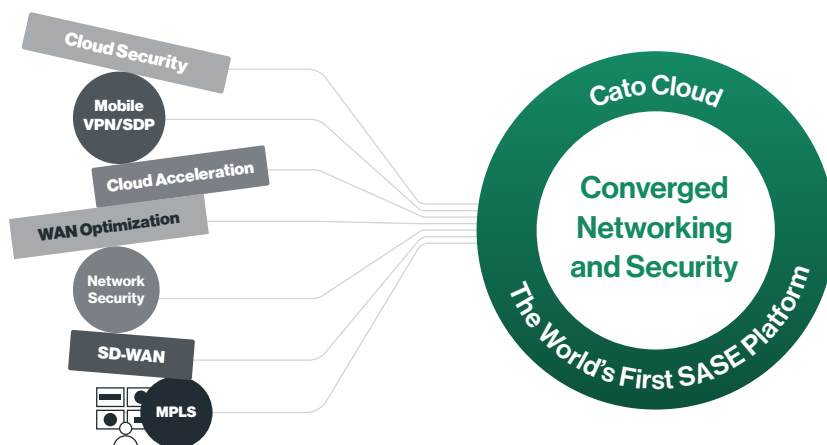 Cloud Security
Mobile
VPN/SDP
Cloud Acceleration
WAN Optimization
Network
Security
SD-WAN
MPLS
Cato Cloud
Converged
Networking
and Security
The World's First SASE Platform